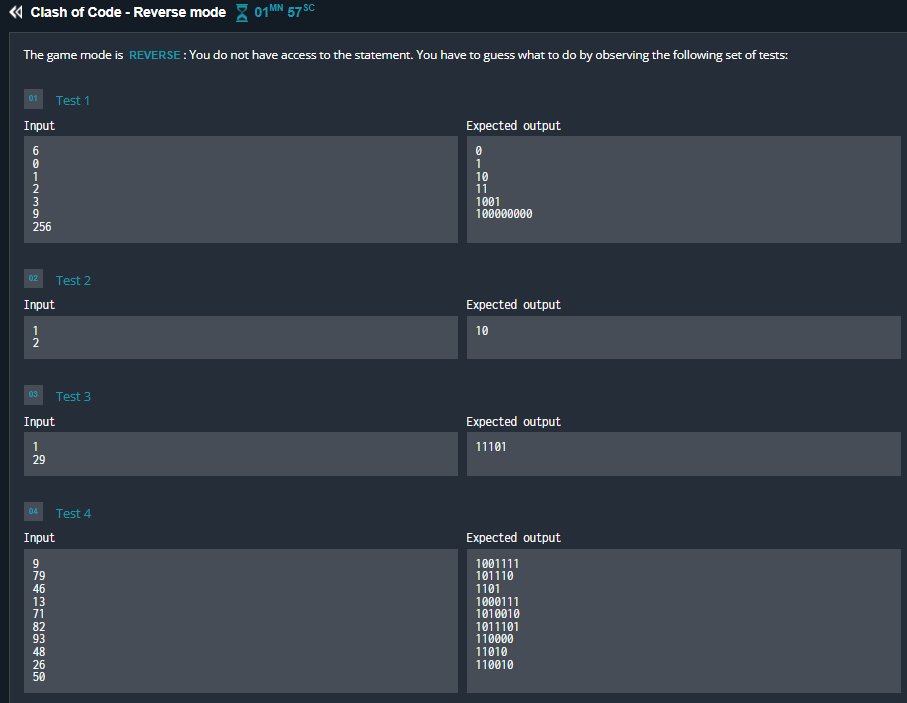 Clash of Code - Reverse mode 01MN 57SC
The game mode is REVERSE: You do not have access to the statement. You have to guess what to do by observing the following set of tests:
01 Test 1
Input Expected output
6 0
0 1
1 10
2 11
3 1001
9 100000000
256
02 Test 2
Input Expected output
1 10
2
03 Test 3
Input Expected output
1 11101
29
04 Test 4
Input Expected output
9 1001111
79 101110
46 1101
13 1000111
71 1010010
82 1011101
93 110000
48 11010
26 110010
50